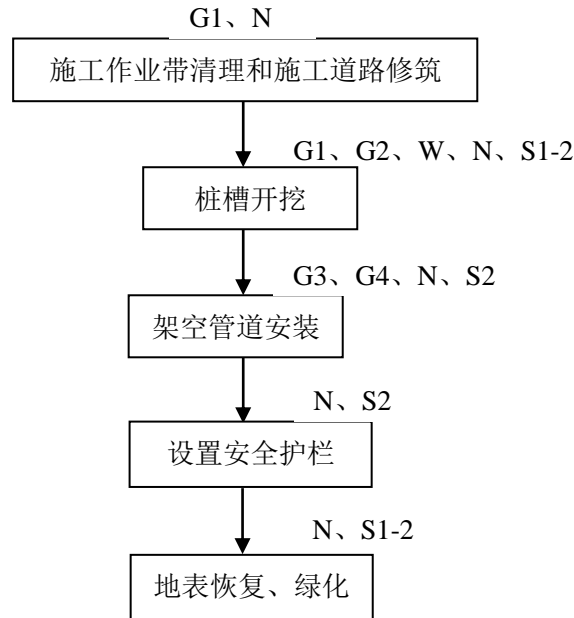 G1、N
施工作业带清理和施工道路修筑
G1、G2、W、N、S1-2
桩槽开挖
G3、G4、N、S2
架空管道安装
N、S2
设置安全护栏
N、S1-2
地表恢复、绿化